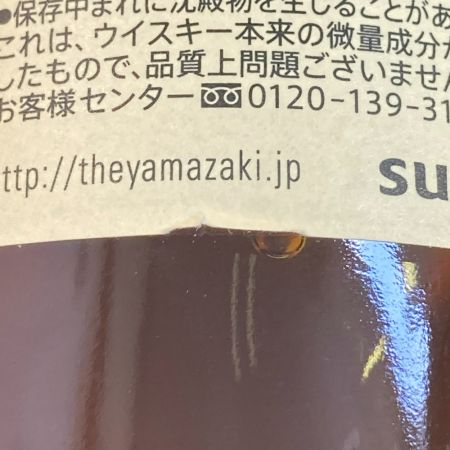 ●保存中まれに沈殿物を生じることがあ
これは、ウイスキー本来の微量成分が
したもので、品質上問題ございません
お客様センター 0120-139-31
ttp://theyamazaki.jp su